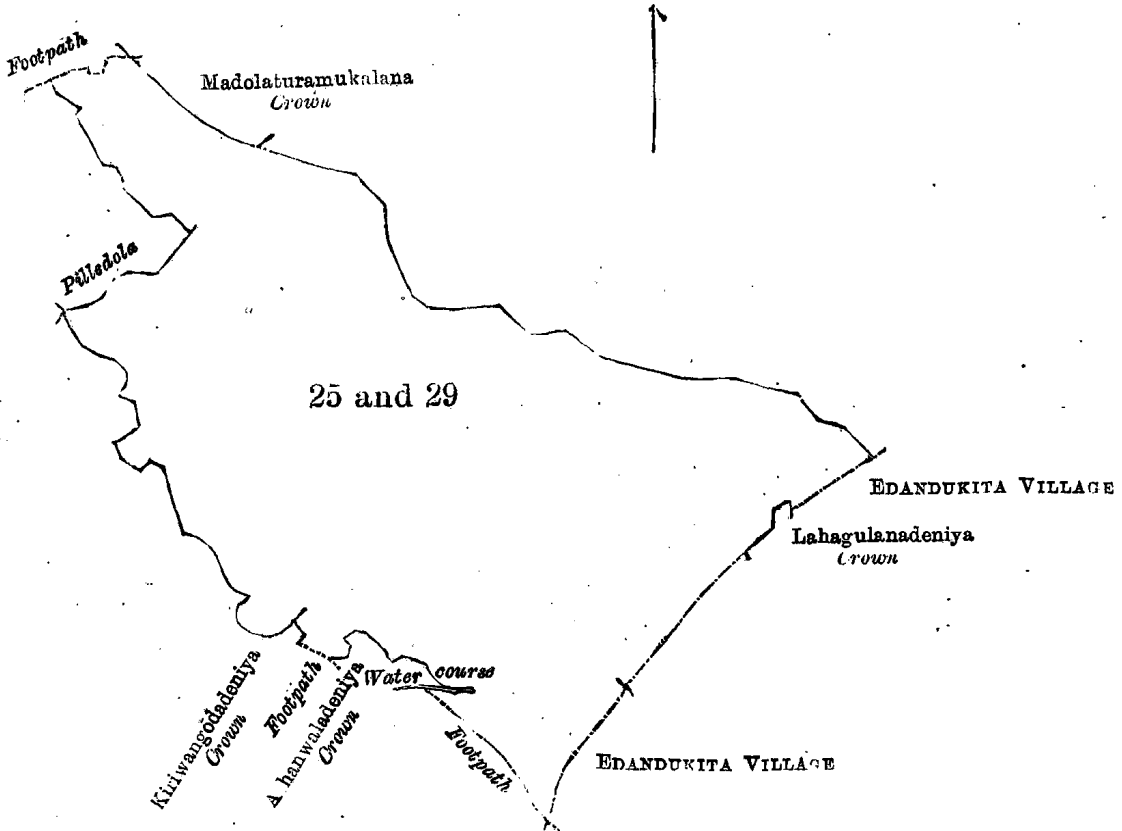 Footpath
Madolaturamukalana
Crown
Pilledola
25 and 29
EDANDUKITA VILLAGE
Lahagulanadeniya
Crown
Kiriwangodadeniya
Crown
Footpath
Crown
Water course
Footpath
EDANDUKITA VILLAGE